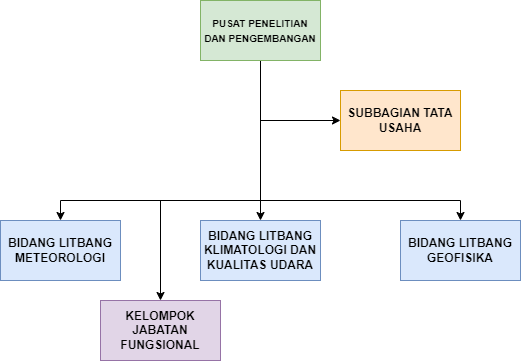 PUSAT PENELITIAN
DAN PENGEMBANGAN
SUBBAGIAN TATA
USAHA
BIDANG LITBANG
METEOROLOGI
BIDANG LITBANG
KLIMATOLOGI DAN
KUALITAS UDARA
BIDANG LITBANG
GEOFISIKA
KELOMPOK
JABATAN
FUNGSIONAL